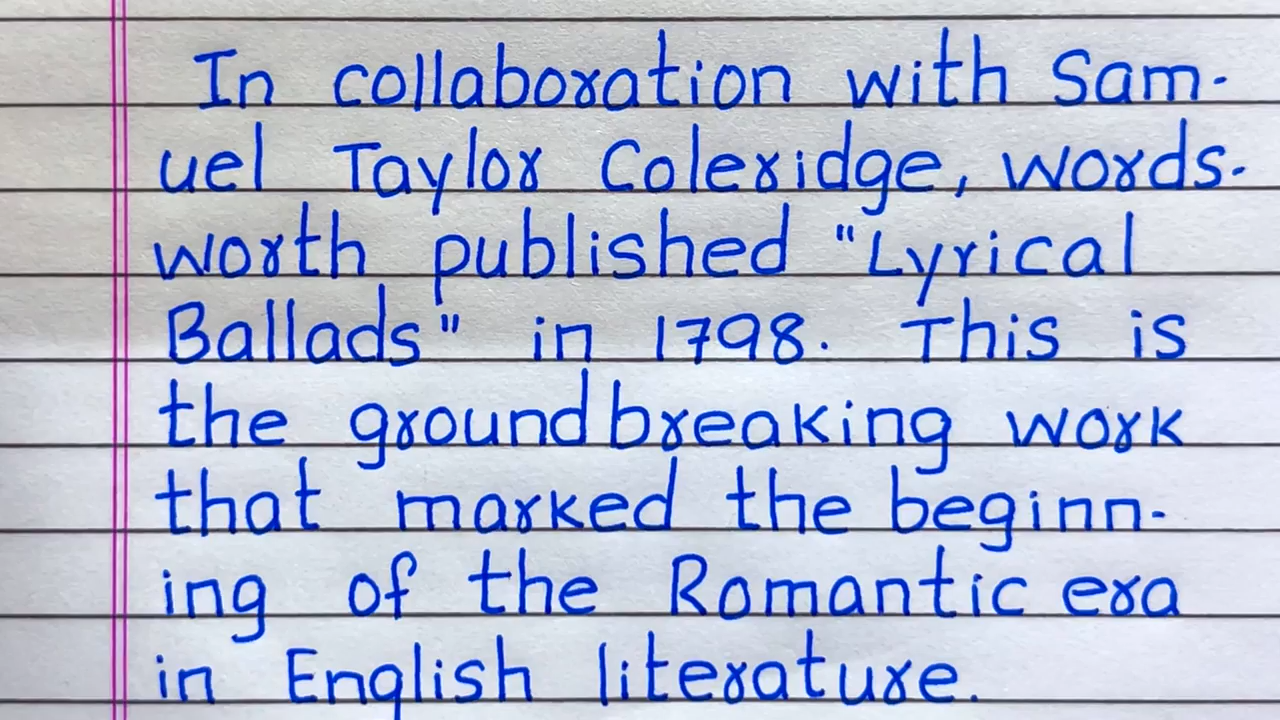 In collaboration with Sam-
uel Taylor Coleridge, words-
worth published "Lyrical
Ballads" in 1798. This is
the groundbreaking work
that marked the beginn-
ing of the Romantic era
in English literature.